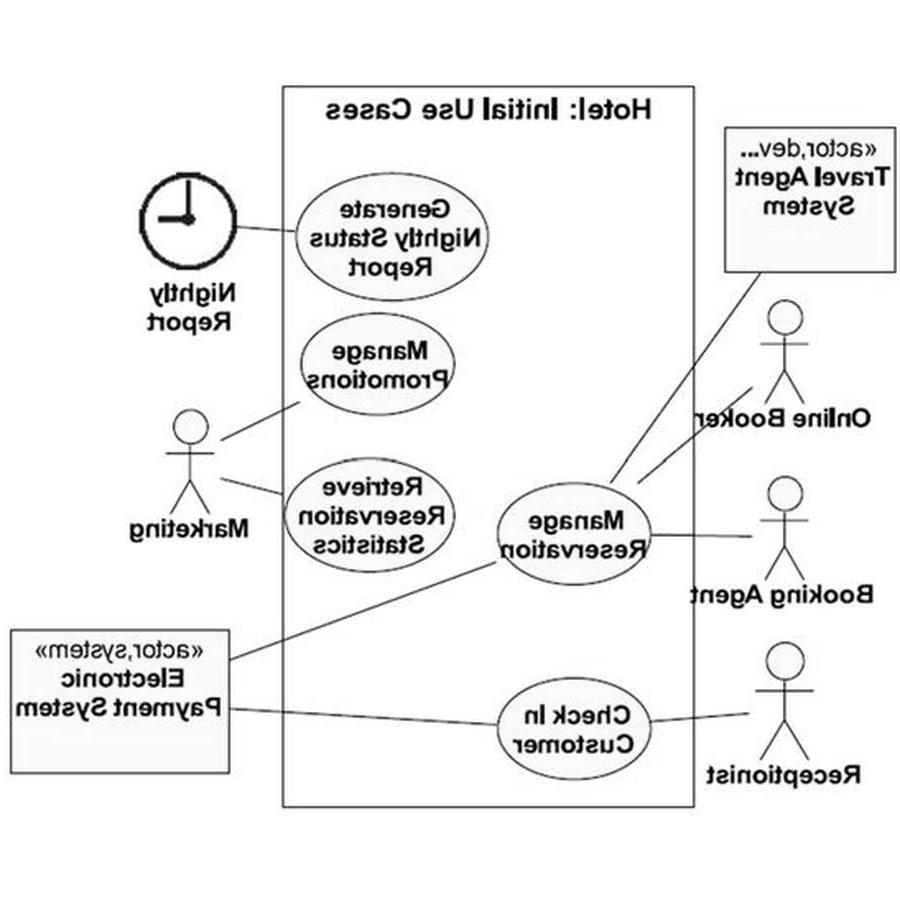 Hotel: Initial Use Cases
«actor,dev...
Travel Agent
System
Generate
Nightly Status
Report
Nightly
Report
Online Booker
Manage
Promotions
Marketing
Retrieve
Reservation
Statistics
Manage
Reservation
Booking Agent
«actor,system»
Electronic
Payment System
Check In
Customer
Receptionist